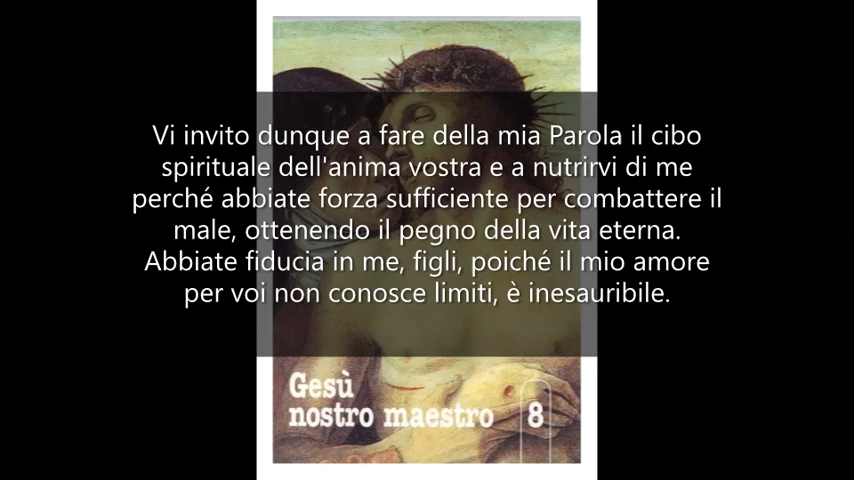 Vi invito dunque a fare della mia Parola il cibo
spirituale dell'anima vostra e a nutrirvi di me
perché abbiate forza sufficiente per combattere il
male, ottenendo il pegno della vita eterna.
Abbiate fiducia in me, figli, poiché il mio amore
per voi non conosce limiti, è inesauribile.
Gesù
nostro maestro 8